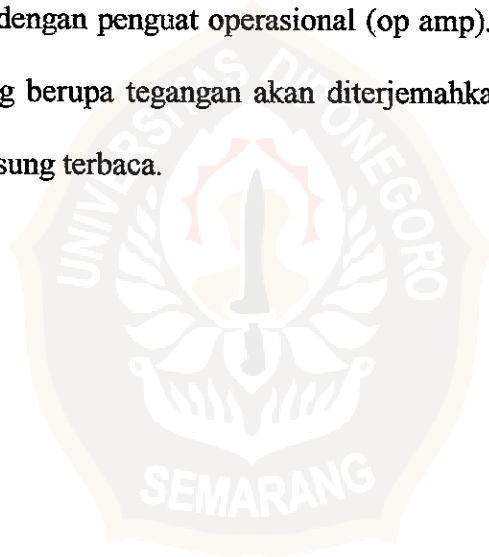 dengan penguat operasional (op amp).
g berupa tegangan akan diterjemahka
sung terbaca.
UNIVERSITAS DIPONEGORO
SEMARANG